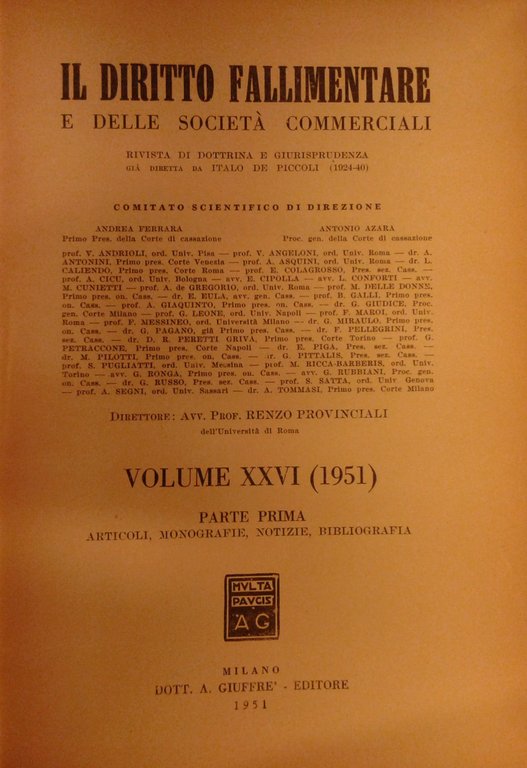 IL DIRITTO FALLIMENTARE
E DELLE SOCIETÀ COMMERCIALI
RIVISTA DI DOTTRINA E GIURISPRUDENZA
GIÀ DIRETTA DA ITALO DE PICCOLI (1924-40)
COMITATO SCIENTIFICO DI DIREZIONE
ANDREA FERRARA
Primo Pres. della Corte di cassazione
ANTONIO AZARA
Proc. gen. della Corte di cassazione
prof. V. ANDRIOLI, ord. Univ. Pisa — prof. V. ANGELONI, ord. Univ. Roma — dr. A.
ANTONINI, Primo pres. Corte Venezia — prof. A. ASQUINI, ord. Univ. Roma — dr. L.
CALIENDO, Primo pres. Corte Roma — prof. E. COLAGROSSO, Pres. sez. Cass. —
prof. A. CICU, ord. Univ. Bologna — avv. E. CIPOLLA — avv. L. CONFORTI — avv.
M. CUNIETTI — prof. A. de GREGORIO, ord. Univ. Roma — prof. M. DELLE DONNE,
Primo pres. on. Cass. — dr. E. EULA, avv. gen. Cass. — prof. B. GALLI, Primo pres.
on. Cass. — prof. A. GIAQUINTO, Primo pres. on. Cass. — dr. G. GIUDICE, Proc.
gen. Corte Milano — prof. G. LEONE, ord. Univ. Napoli — prof. F. MAROI, ord. Univ.
Roma — prof. F. MESSINEO, ord. Università Milano — dr. G. MIRAULO, Primo pres.
on. Cass. — dr. G. PAGANO, già Primo pres. Cass. — dr. F. PELLEGRINI, Pres.
sez. Cass. — dr. D. R. PERETTI GRIVA, Primo pres. Corte Torino — prof. G.
PETRACCONE, Primo pres. Corte Napoli — dr. E. PIGA, Pres. sez. Cass. —
dr. M. PILOTTI, Primo pres. on. Cass. — dr. G. PITTALIS, Pres. sez. Cass. —
prof. S. PUGLIATTI, ord. Univ. Messina — prof. M. RICCA-BARBERIS, ord. Univ.
Torino — avv. G. RONGA, Primo pres. on. Cass. — avv. G. RUBBIANI, Proc. gen.
on. Cass. — dr. G. RUSSO, Pres. sez. Cass. — prof. S. SATTA, ord. Univ Genova
— prof. A. SEGNI, ord. Univ. Sassari — dr. A. TOMMASI, Primo pres. Corte Milano
DIRETTORE: AVV. PROF. RENZO PROVINCIALI
dell'Università di Roma
VOLUME XXVI (1951)
PARTE PRIMA
ARTICOLI, MONOGRAFIE, NOTIZIE, BIBLIOGRAFIA
MVLTA
PAVCIS
AG
MILANO
DOTT. A. GIUFFRE' - EDITORE
1951